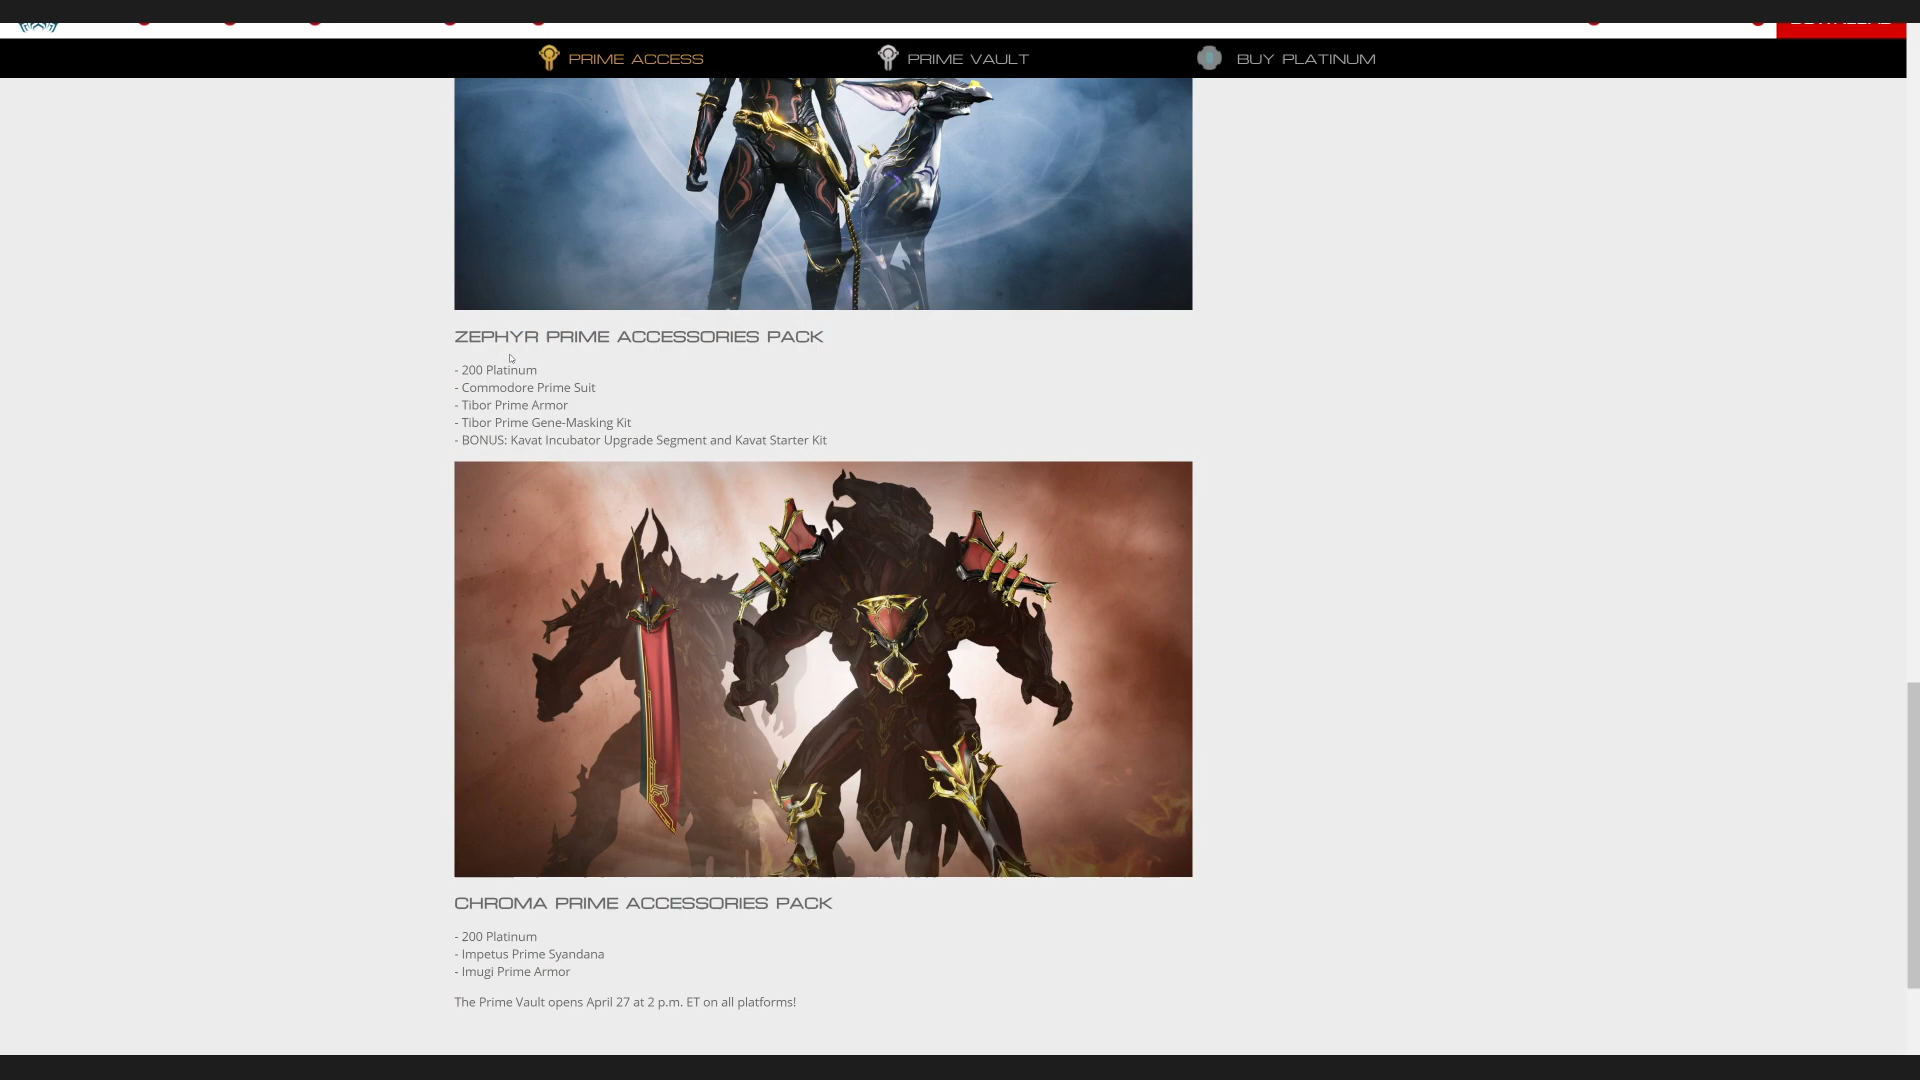 PRIME ACCESS
PRIME VAULT
BUY PLATINUM
ZEPHYR PRIME ACCESSORIES PACK
- 200 Platinum
- Commodore Prime Suit
- Tibor Prime Armor
- Tibor Prime Gene-Masking Kit
- BONUS: Kavat Incubator Upgrade Segment and Kavat Starter Kit
CHROMA PRIME ACCESSORIES PACK
- 200 Platinum
- Impetus Prime Syandana
- Imugi Prime Armor
The Prime Vault opens April 27 at 2 p.m. ET on all platforms!